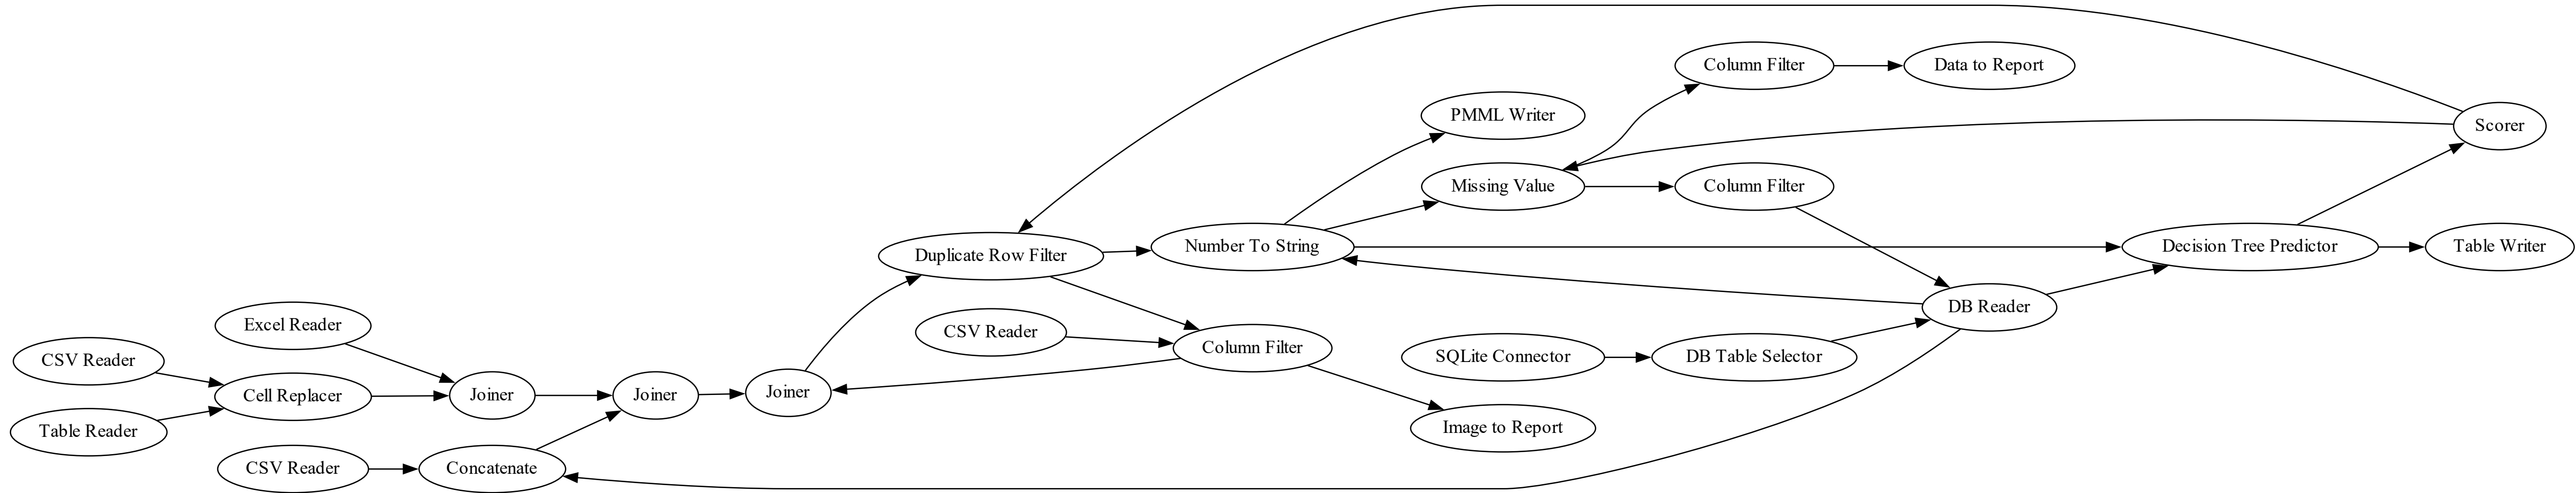 CSV Reader
Table Reader
Excel Reader
Cell Replacer
CSV Reader
Joiner
Concatenate
Joiner
Joiner
Duplicate Row Filter
CSV Reader
Number To String
Column Filter
PMML Writer
Missing Value
SQLite Connector
Image to Report
Column Filter
Column Filter
DB Table Selector
Data to Report
DB Reader
Decision Tree Predictor
Scorer
Table Writer